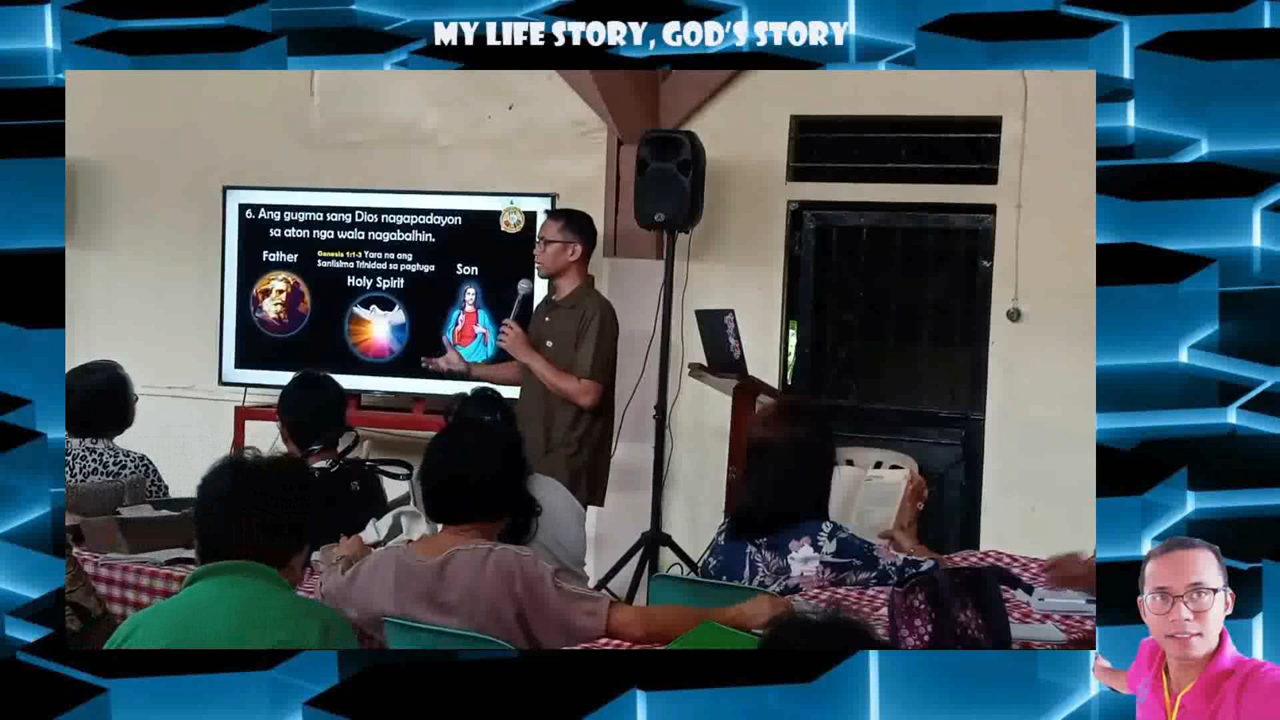 MY LIFE STORY, GOD'S STORY
6. Ang gugma sang Dios nagapadayon
sa aton nga wala nagabalhin.
Father
Genesis 1:1-3 Yara na ang
Santisima Trinidad sa pagtuga
Son
Holy Spirit